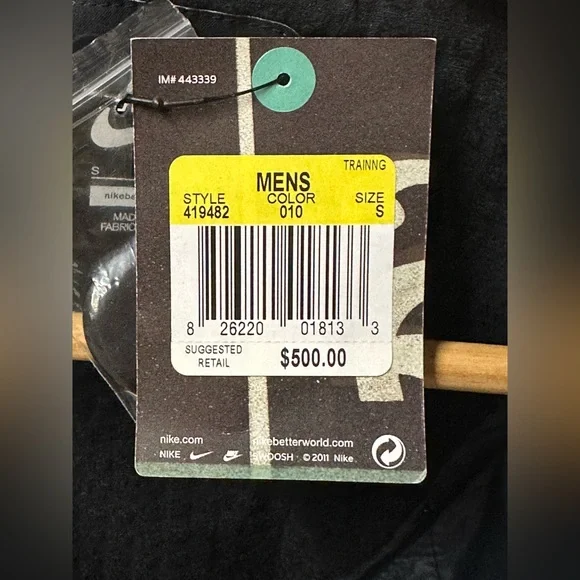 IM# 443339
TRAINNG
MENS
STYLE COLOR SIZE
419482 010 S
8 26220 01813 3
SUGGESTED
RETAIL
$500.00
nike.com nikebetterworld.com
NIKE SWOOSH © 2011 Nike
S
nikebe
MAD
FABRIC